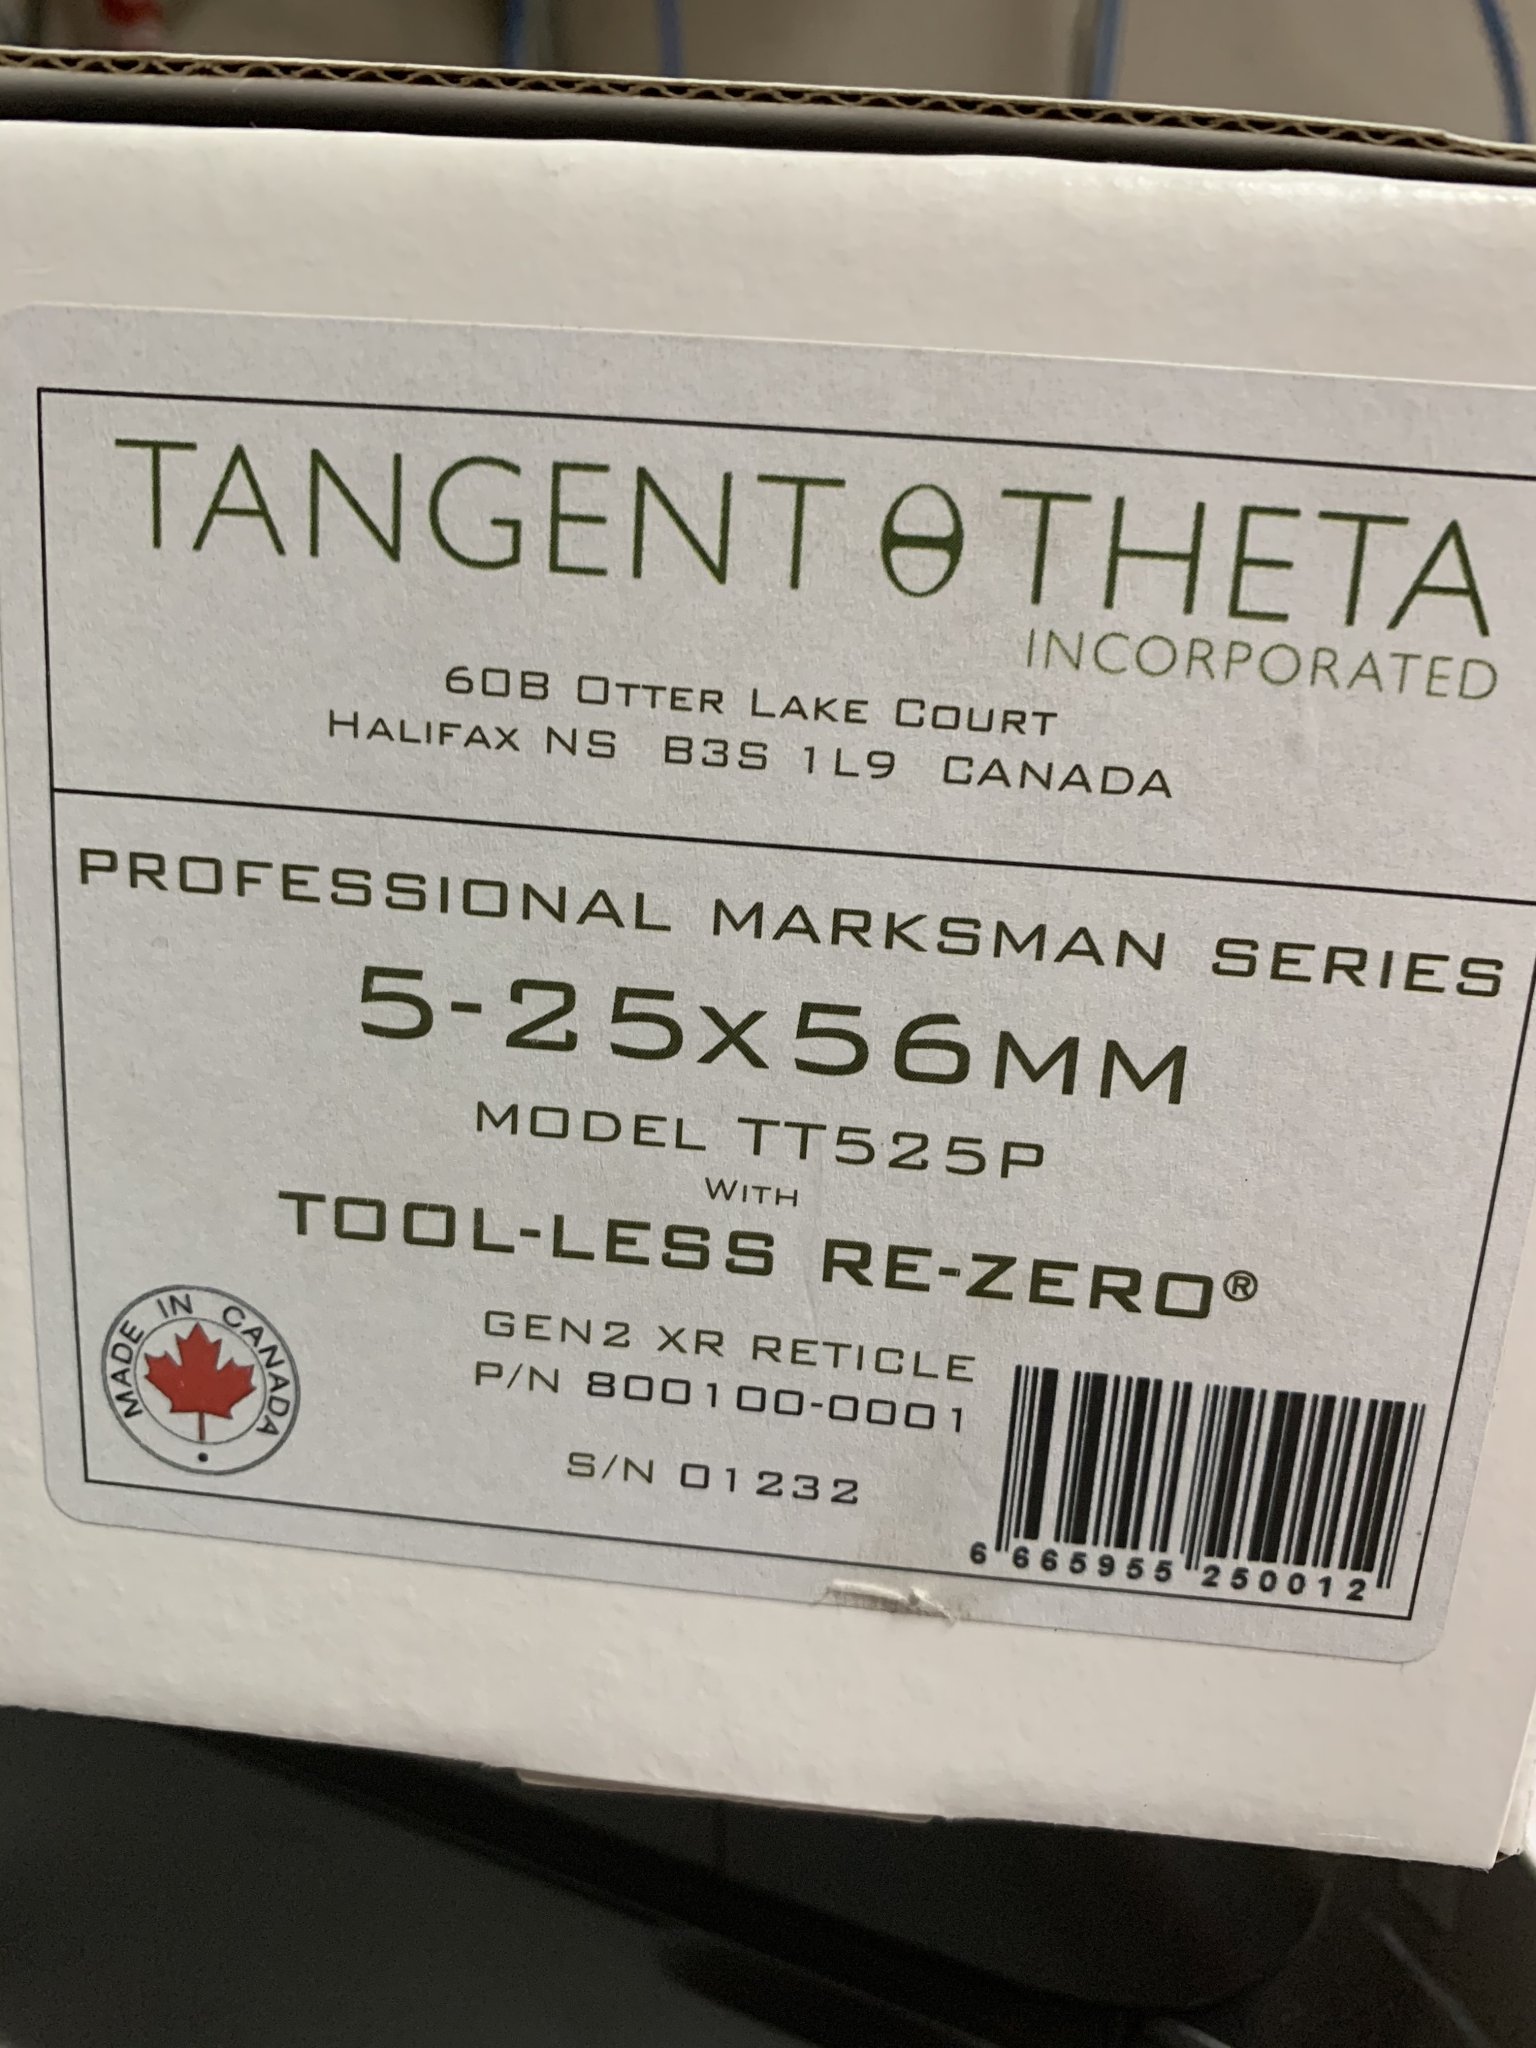 TANGENT θ THETA
INCORPORATED
60B OTTER LAKE COURT
HALIFAX NS B3S 1L9 CANADA
PROFESSIONAL MARKSMAN SERIES
5-25X56MM
MODEL TT525P
WITH
TOOL-LESS RE-ZERO®
GEN2 XR RETICLE
P/N 800100-0001
S/N 01232
MADE IN CANADA
6 665955 250012